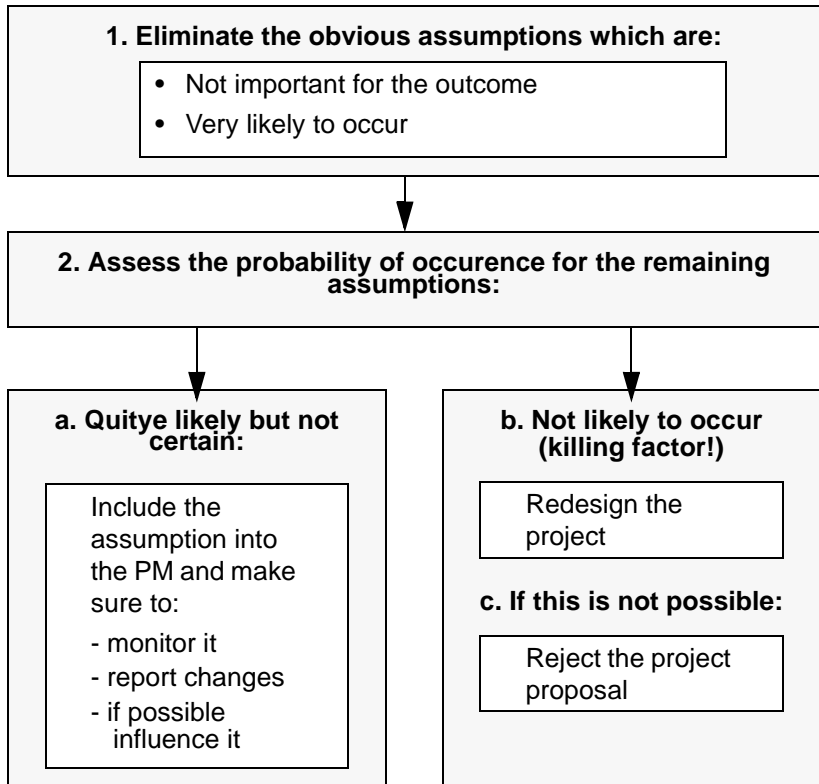 1. Eliminate the obvious assumptions which are:
• Not important for the outcome
• Very likely to occur
2. Assess the probability of occurence for the remaining
assumptions:
a. Quitye likely but not
certain:
Include the
assumption into
the PM and make
sure to:
- monitor it
- report changes
- if possible
influence it
b. Not likely to occur
(killing factor!)
Redesign the
project
c. If this is not possible:
Reject the project
proposal